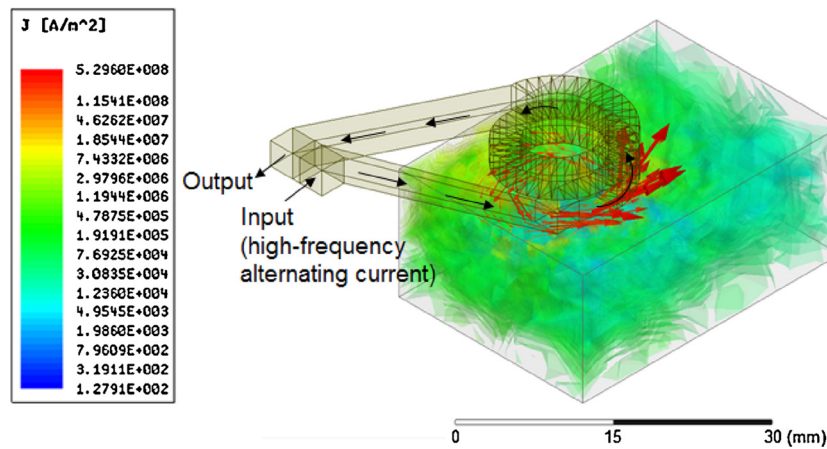 J [A/m^2]
5.2960E+008
1.1541E+008
4.6262E+007
1.8544E+007
7.4332E+006
2.9796E+006
1.1944E+006
4.7875E+005
1.9191E+005
7.6925E+004
3.0835E+004
1.2360E+004
4.9545E+003
1.9860E+003
7.9609E+002
3.1911E+002
1.2791E+002
Output
Input
(high-frequency
alternating current)
0 15 30 (mm)